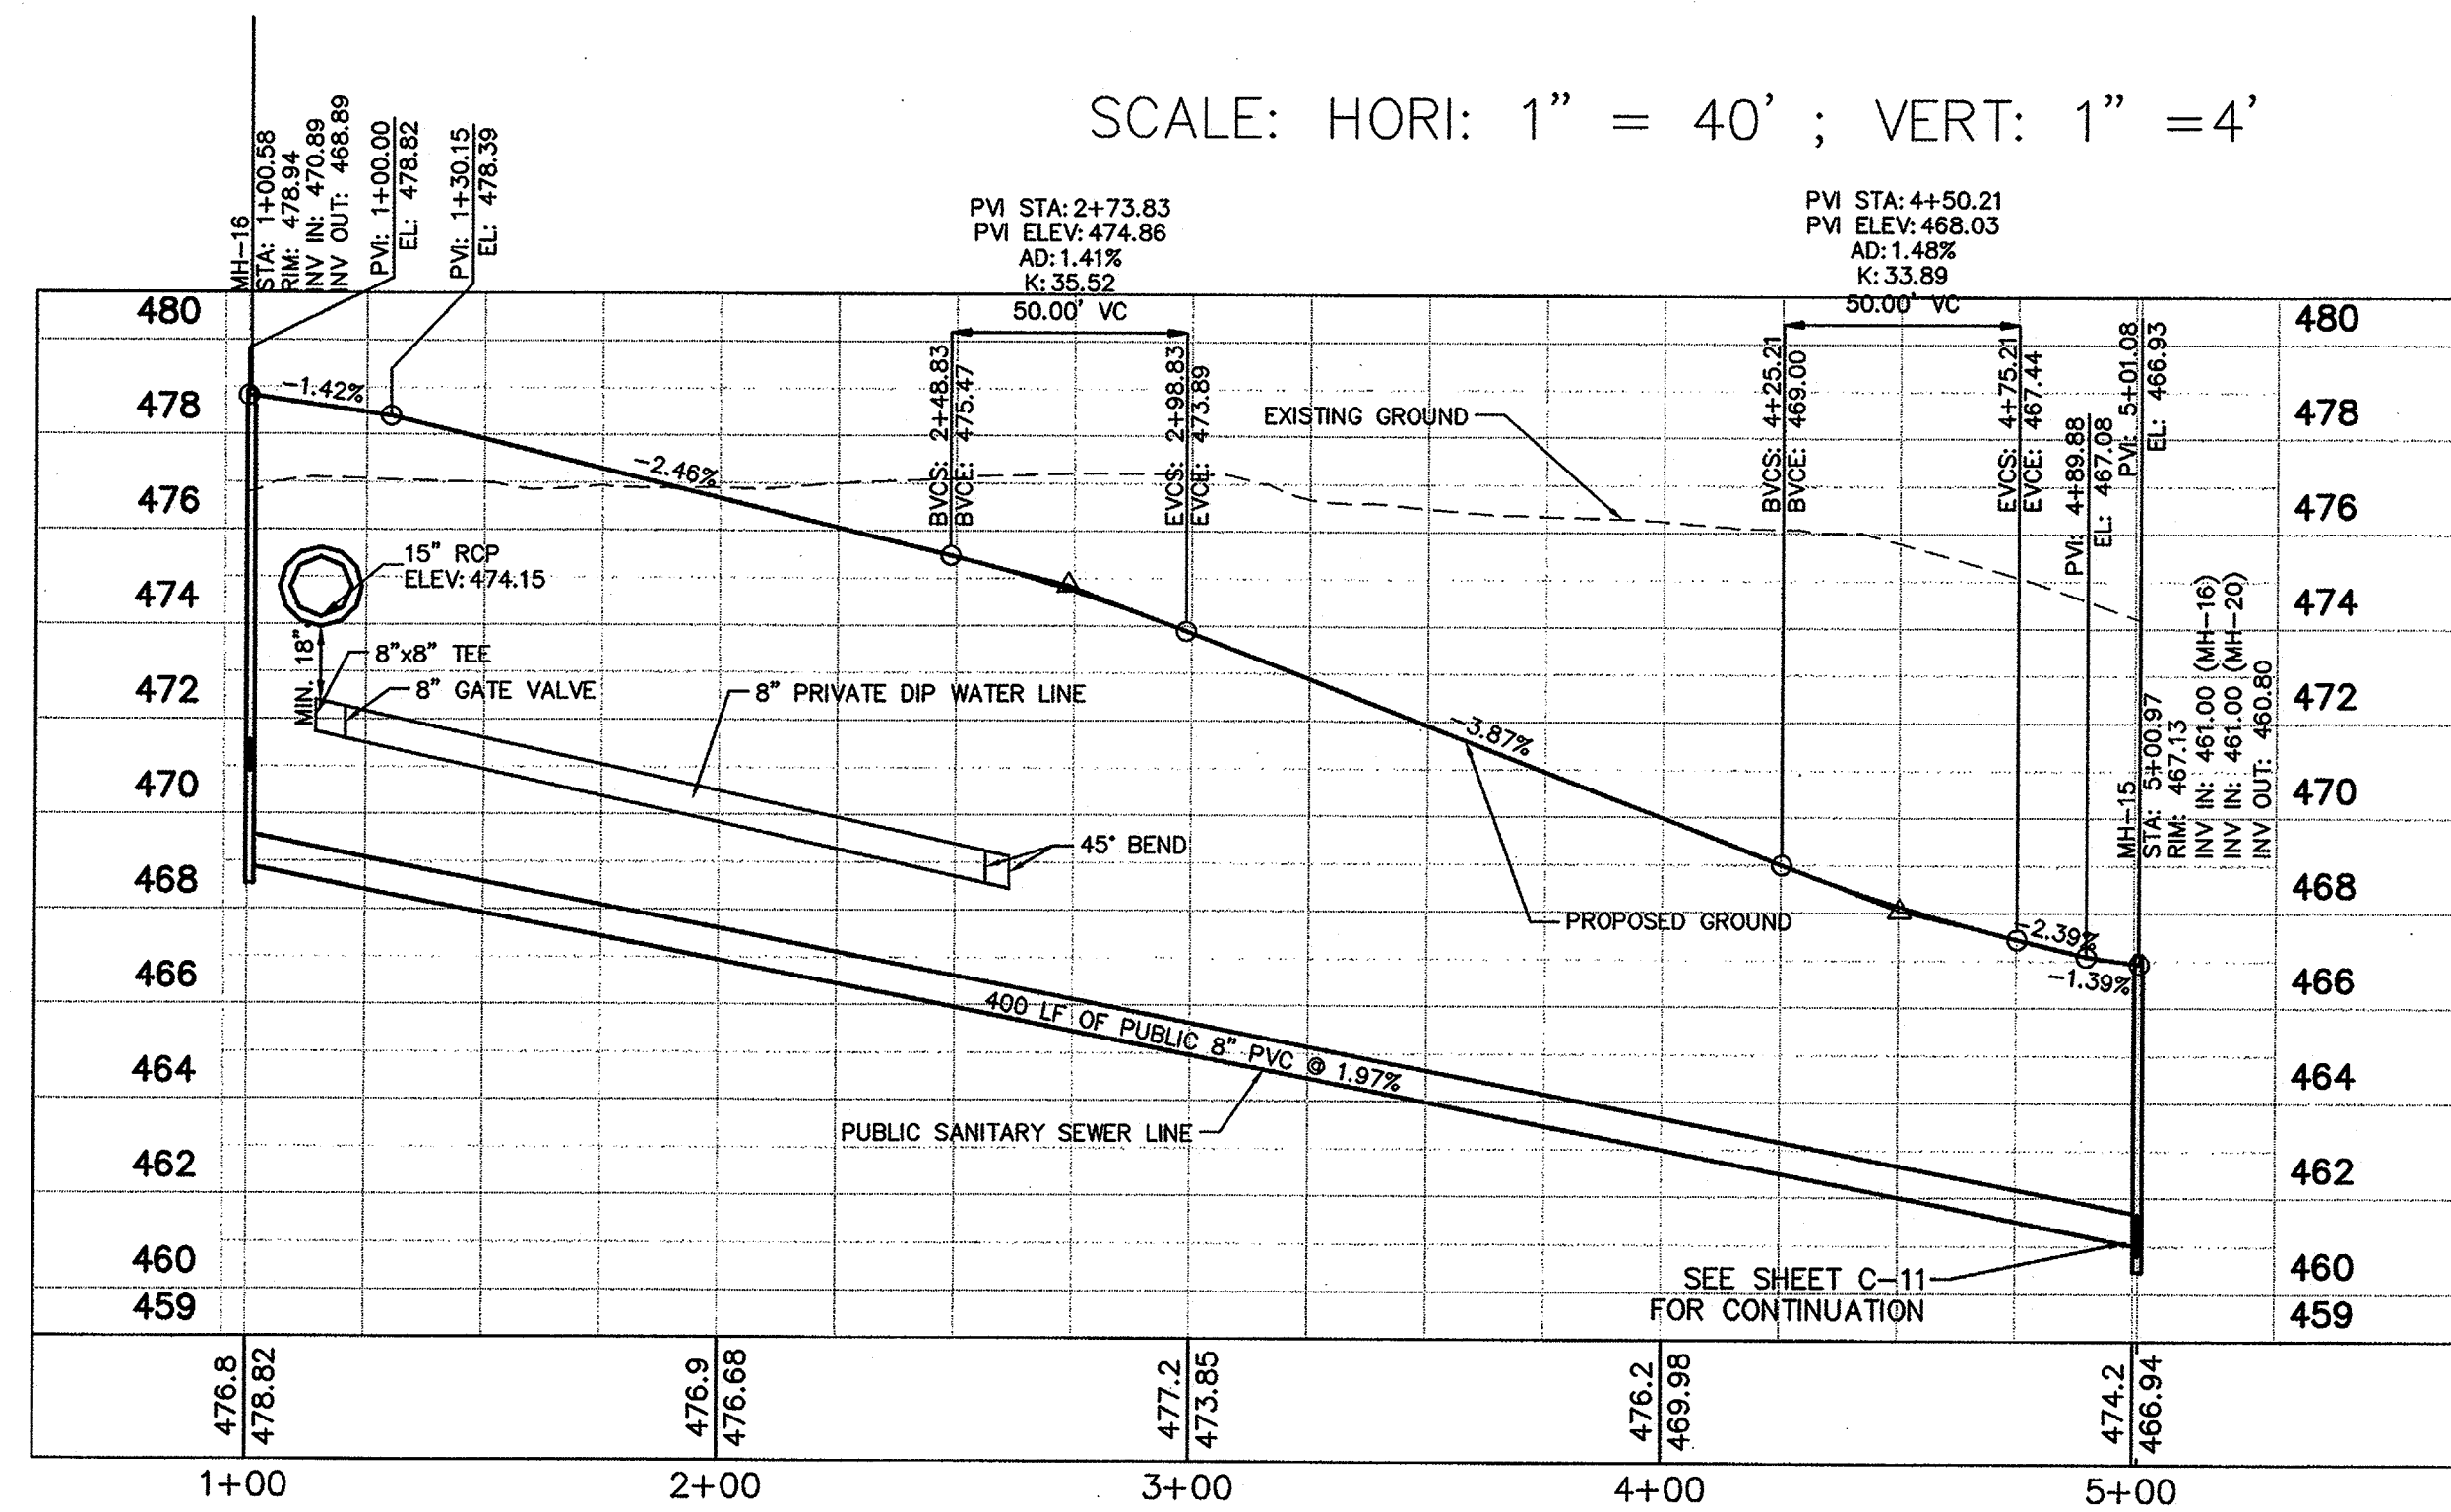 SCALE: HORI: 1" = 40' ; VERT: 1" =4'
MH-16
STA: 1+00.58
RIM: 478.94
INV IN: 470.89
INV OUT: 468.89
PVI: 1+00.00
EL: 478.82
PVI: 1+30.15
EL: 478.39
PVI STA: 2+73.83
PVI ELEV: 474.86
AD: 1.41%
K: 35.52
50.00' VC
PVI STA: 4+50.21
PVI ELEV: 468.03
AD: 1.48%
K: 33.89
50.00' VC
BVCS: 2+48.83
BVCE: 475.47
EVCS: 2+98.83
EVCE: 473.89
BVCS: 4+25.21
BVCE: 469.00
EVCS: 4+75.21
EVCE: 467.44
PVI: 4+89.88
EL: 467.08
PVI: 5+01.08
EL: 466.93
480
478
476
474
472
470
468
466
464
462
460
459
480
478
476
474
472
470
468
466
464
462
460
459
-1.42%
-2.46%
EXISTING GROUND
15" RCP
ELEV: 474.15
MIN. 18"
8"x8" TEE
8" GATE VALVE
8" PRIVATE DIP WATER LINE
-3.87%
45° BEND
PROPOSED GROUND
-2.39%
-1.39%
MH-15
STA: 5+00.97
RIM: 467.13
INV IN: 461.00 (MH-16)
INV IN: 461.00 (MH-20)
INV OUT: 460.80
400 LF OF PUBLIC 8" PVC @ 1.97%
PUBLIC SANITARY SEWER LINE
SEE SHEET C-11
FOR CONTINUATION
476.8
478.82
476.9
476.68
477.2
473.85
476.2
469.98
474.2
466.94
1+00
2+00
3+00
4+00
5+00